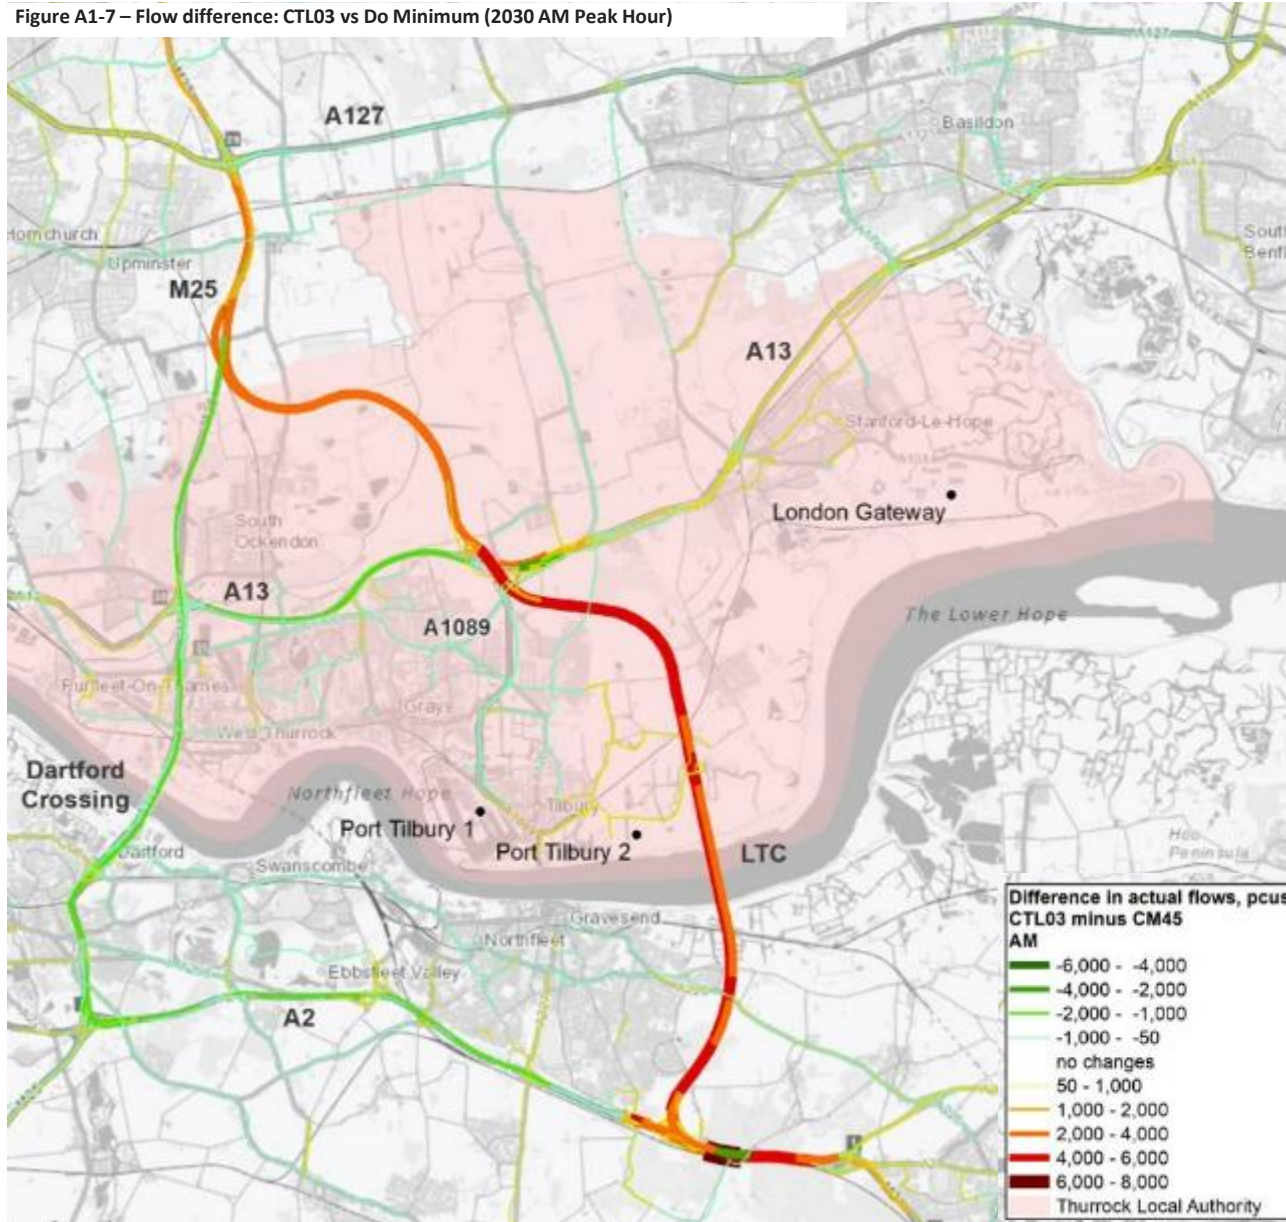 Figure A1-7 – Flow difference: CTL03 vs Do Minimum (2030 AM Peak Hour)
A127
A127
Basildon
Hornchurch
Upminster
South
Benfl
M25
A13
Stanford-Le-Hope
London Gateway
South
Ockendon
A13
The Lower Hope
A1089
Purfleet-On-Thames
Grays
West Thurrock
Dartford
Crossing
Northfleet Hope
Tilbury
Port Tilbury 1
Port Tilbury 2
LTC
Hoo
Peninsula
Dartford
Swanscombe
Gravesend
Northfleet
Ebbsfleet Valley
A2
Difference in actual flows, pcus
CTL03 minus CM45
AM
-6,000 - -4,000
-4,000 - -2,000
-2,000 - -1,000
-1,000 - -50
no changes
50 - 1,000
1,000 - 2,000
2,000 - 4,000
4,000 - 6,000
6,000 - 8,000
Thurrock Local Authority